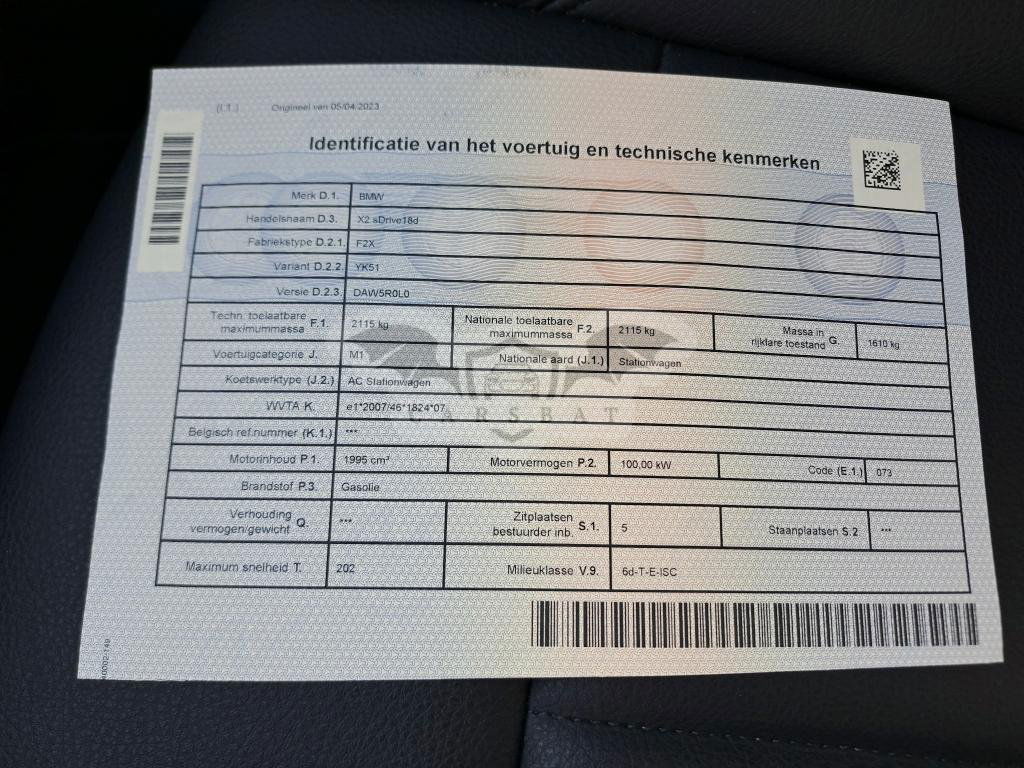 (I.1.) Origineel van 05/04/2023
Identificatie van het voertuig en technische kenmerken
Merk D.1. BMW
Handelsnaam D.3. X2 sDrive18d
Fabriekstype D.2.1. F2X
Variant D.2.2. YK51
Versie D.2.3. DAW5R0L0
Techn. toelaatbare maximummassa F.1. 2115 kg Nationale toelaatbare maximummassa F.2. 2115 kg Massa in rijklare toestand G. 1610 kg
Voertuigcategorie J. M1 Nationale aard (J.1.) Stationwagen
Koetswerktype (J.2.) AC Stationwagen
WVTA K. e1*2007/46*1824*07
CARSBAT
Belgisch ref.nummer (K.1.) ***
Motorinhoud P.1. 1995 cm³ Motorvermogen P.2. 100,00 kW Code (E.1.) 073
Brandstof P.3. Gasolie
Verhouding vermogen/gewicht Q. *** Zitplaatsen bestuurder inb. S.1. 5 Staanplaatsen S.2 ***
Maximum snelheid T. 202 Milieuklasse V.9. 6d-T-E-ISC